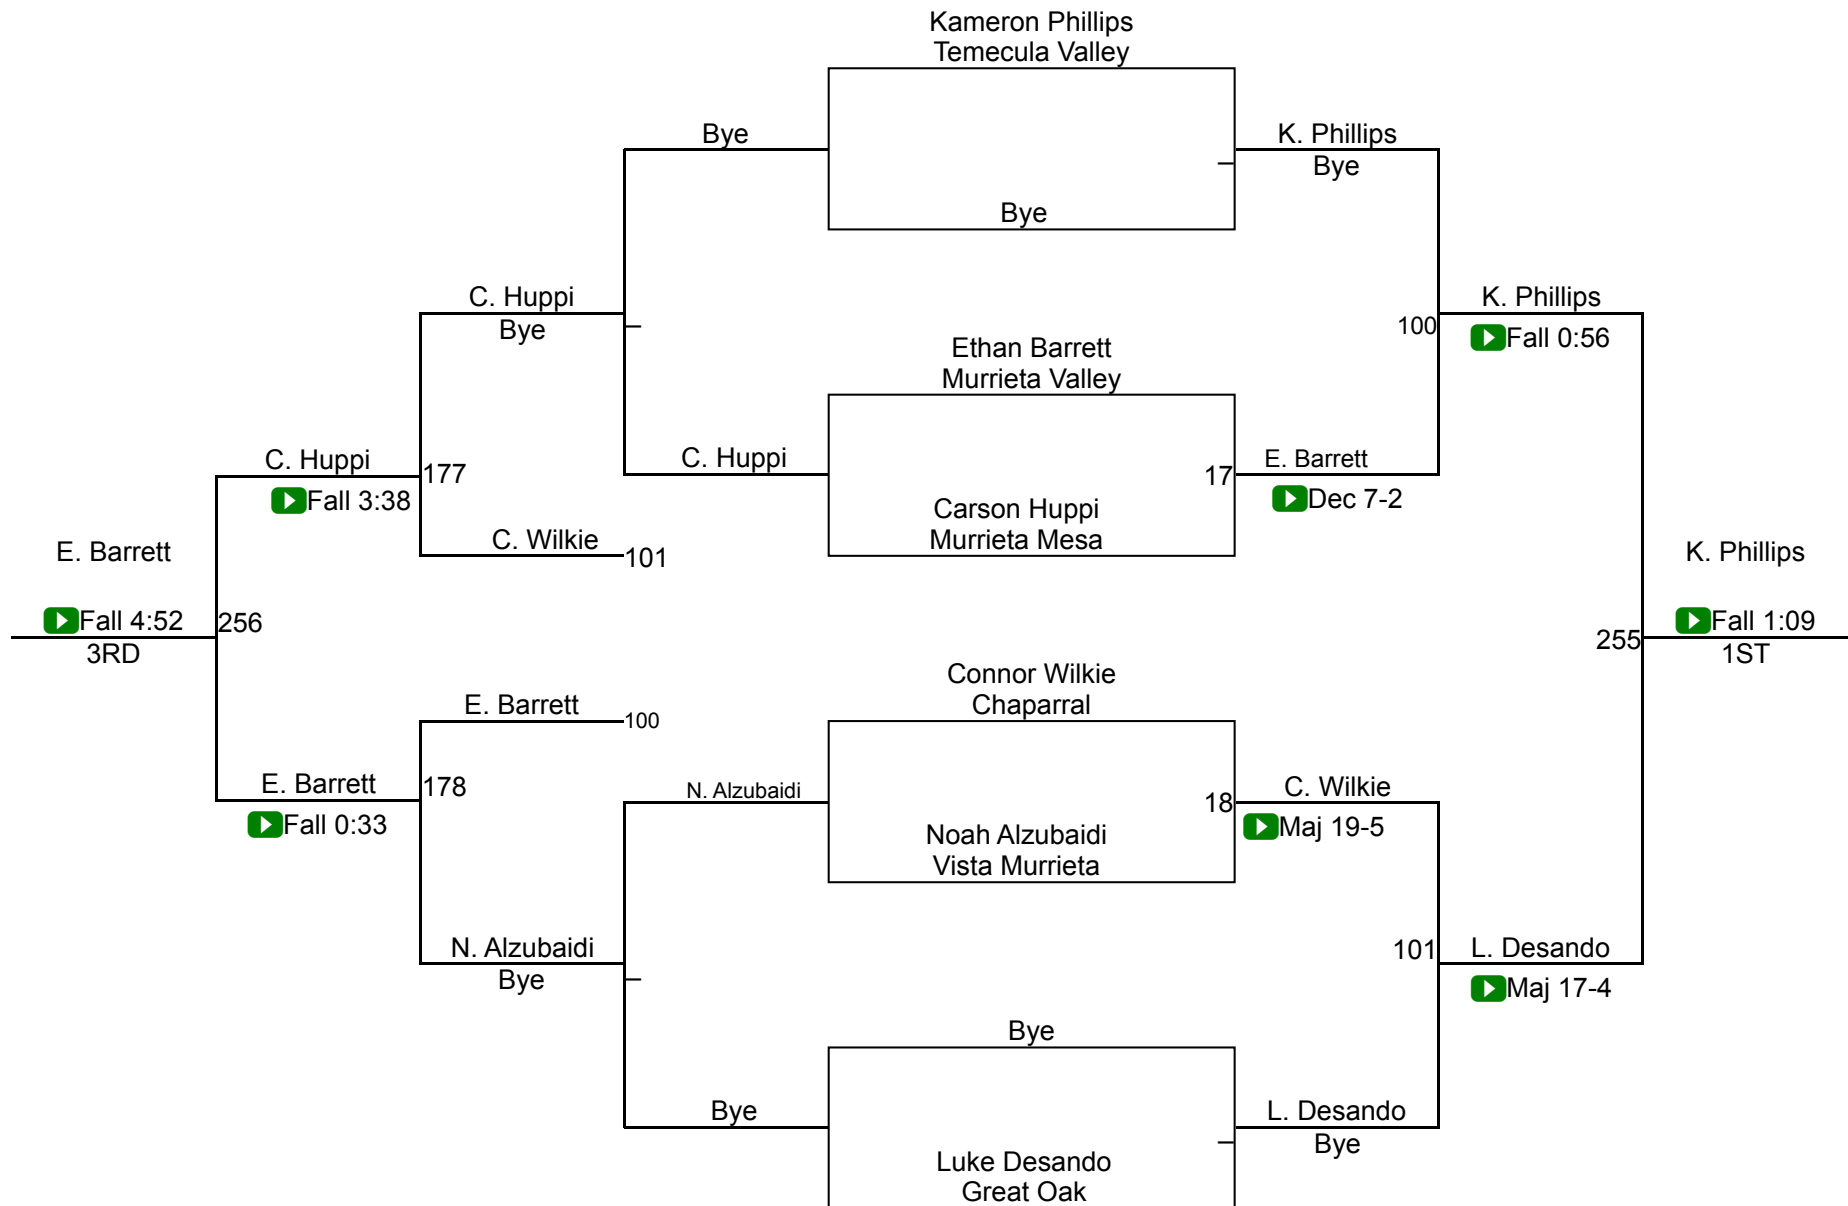 Kameron Phillips
Temecula Valley
Bye
K. Phillips
Bye
Bye
C. Huppi
Bye
K. Phillips
100
Fall 0:56
Ethan Barrett
Murrieta Valley
C. Huppi
177
Fall 3:38
C. Huppi
17
E. Barrett
Dec 7-2
Carson Huppi
Murrieta Mesa
C. Wilkie
101
E. Barrett
Fall 4:52
256
3RD
K. Phillips
255
Fall 1:09
1ST
Connor Wilkie
Chaparral
E. Barrett
100
E. Barrett
178
Fall 0:33
N. Alzubaidi
18
C. Wilkie
Maj 19-5
Noah Alzubaidi
Vista Murrieta
N. Alzubaidi
Bye
101
L. Desando
Maj 17-4
Bye
Bye
L. Desando
Bye
Luke Desando
Great Oak